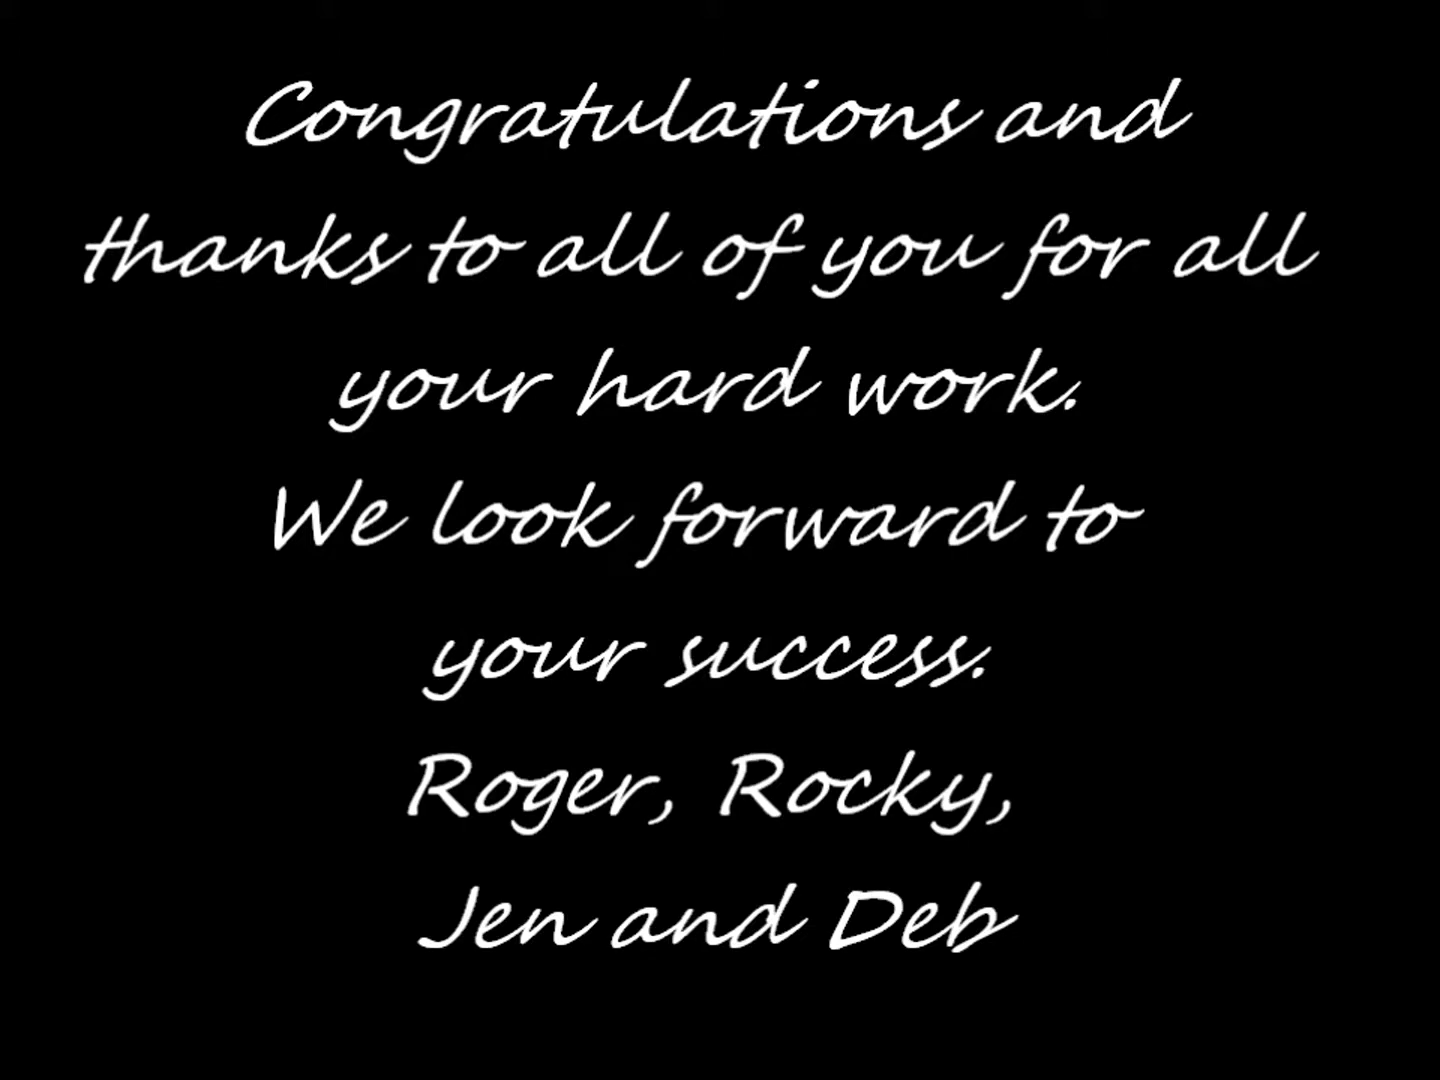 Congratulations and
thanks to all of you for all
your hard work.
We look forward to
your success.
Roger, Rocky,
Jen and Deb